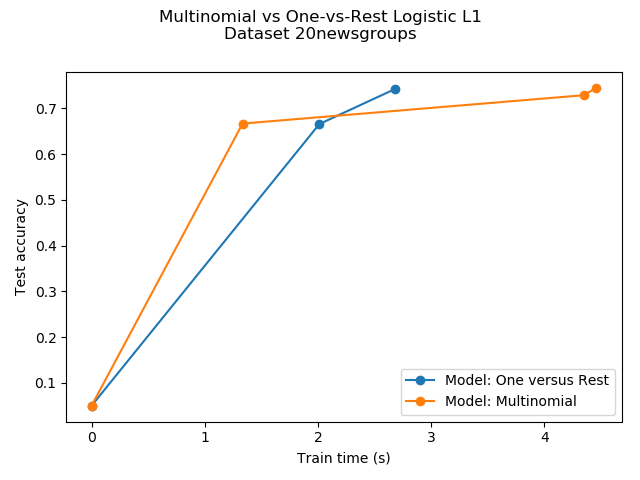 Multinomial vs One-vs-Rest Logistic L1
Dataset 20newsgroups
0.7
0.6
0.5
0.4
0.3
0.2
0.1
Test accuracy
Model: One versus Rest
Model: Multinomial
0 1 2 3 4
Train time (s)